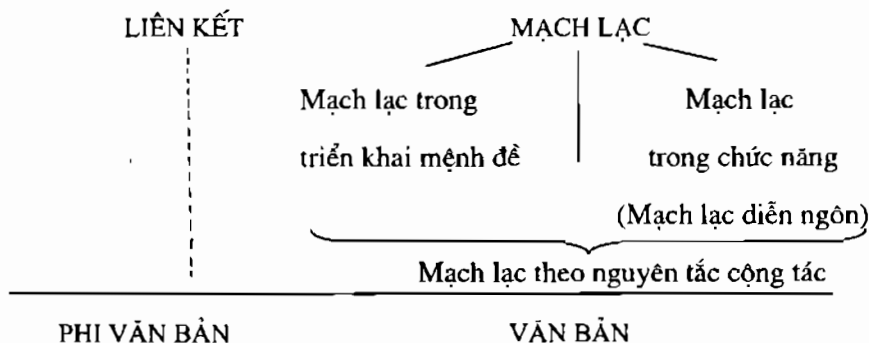 LIÊN KẾT MẠCH LẠC
Mạch lạc trong Mạch lạc
triển khai mệnh đề trong chức năng
(Mạch lạc diễn ngôn)
Mạch lạc theo nguyên tắc cộng tác
PHI VĂN BẢN VĂN BẢN